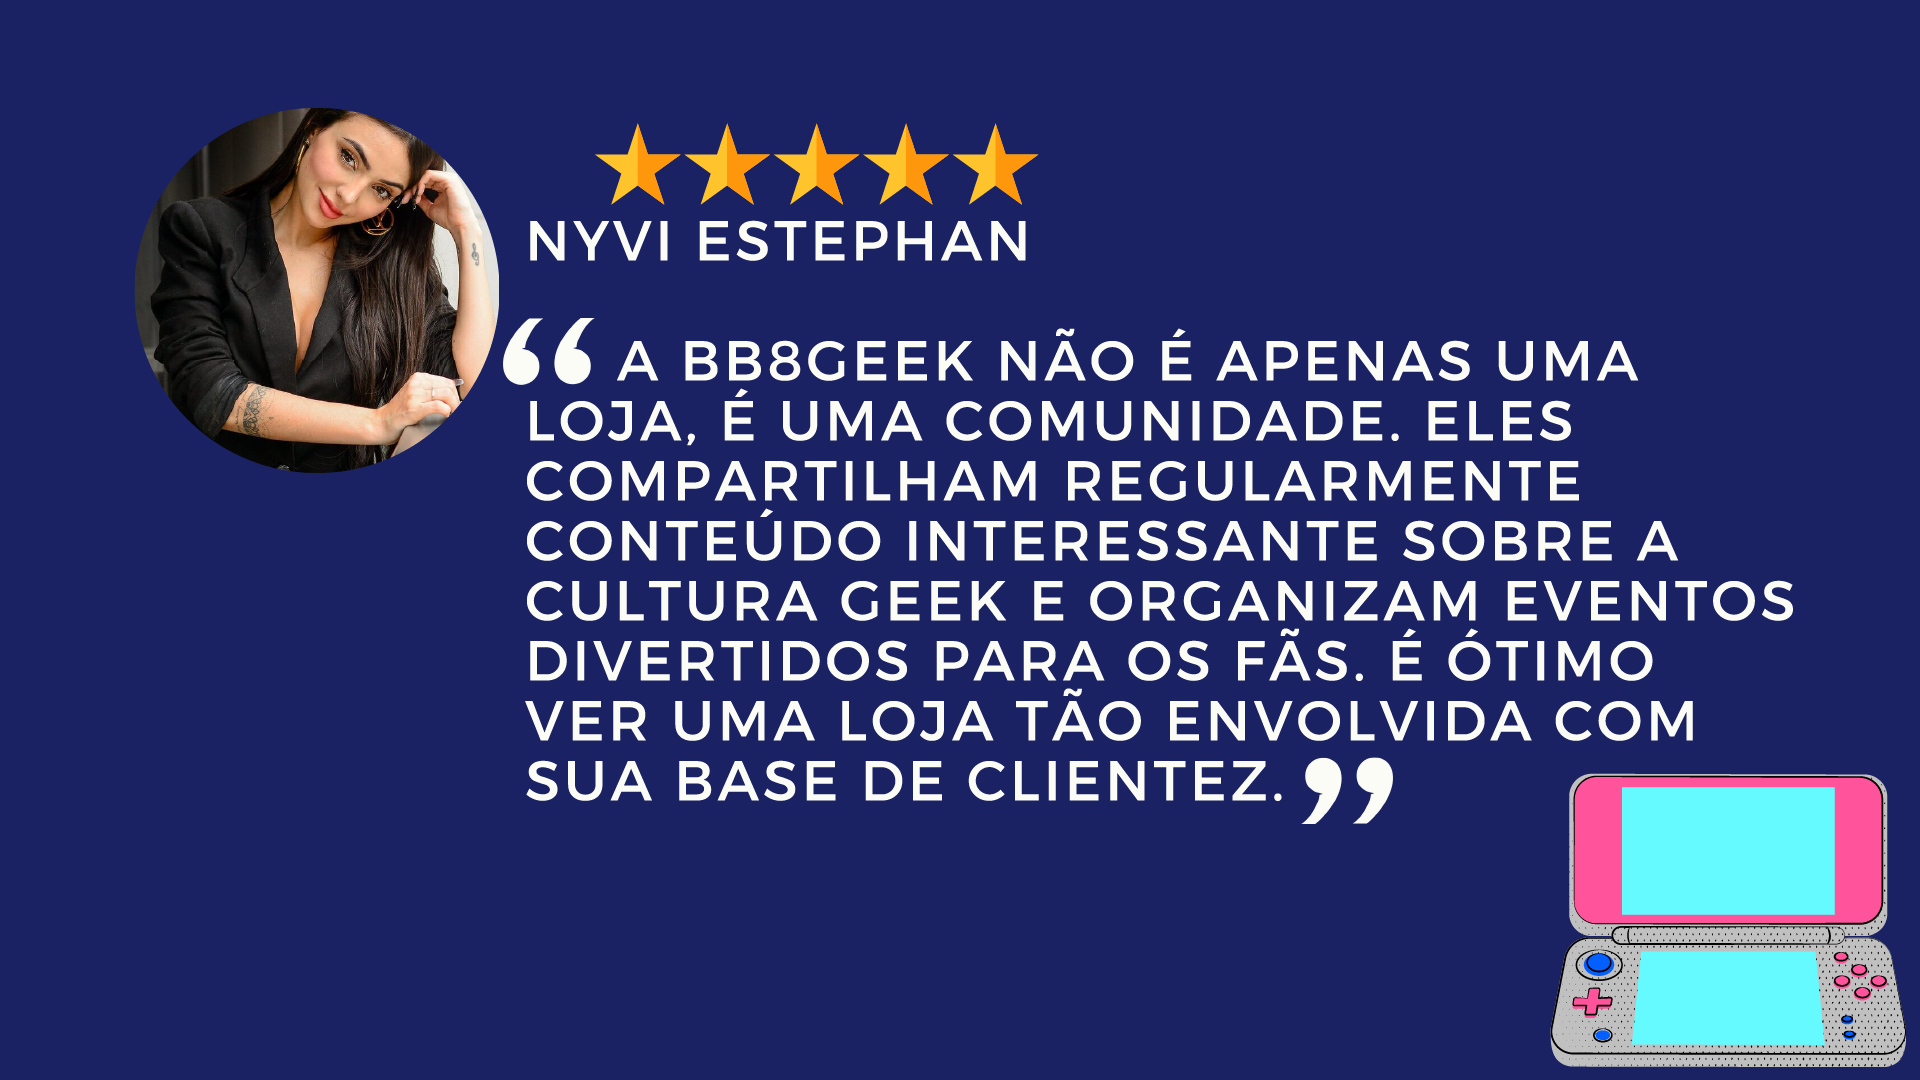 NYVI ESTEPHAN
“ A BB8GEEK NÃO É APENAS UMA
LOJA, É UMA COMUNIDADE. ELES
COMPARTILHAM REGULARMENTE
CONTEÚDO INTERESSANTE SOBRE A
CULTURA GEEK E ORGANIZAM EVENTOS
DIVERTIDOS PARA OS FÃS. É ÓTIMO
VER UMA LOJA TÃO ENVOLVIDA COM
SUA BASE DE CLIENTEZ. ”